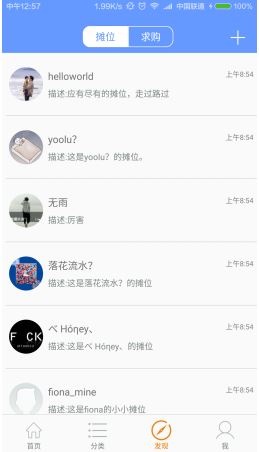 中午12:57 1.99K/s 中国联通 100%
摊位 求购
helloworld 上午8:54
描述:应有尽有的摊位，走过路过
yoolu？ 上午8:54
描述:这是yoolu？的摊位。
无雨 上午8:54
描述:厉害
落花流水？ 上午8:54
描述:这是落花流水？的摊位
べ Hóηey、 上午8:54
描述:这是べ Hóηey、的摊位
fiona_mine 上午8:54
描述:这是fiona的小小摊位
首页 分类 发现 我